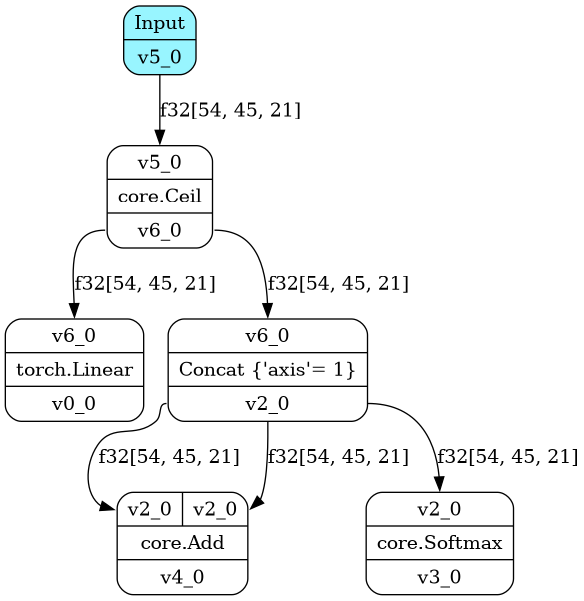 Input
v5_0
f32[54, 45, 21]
v5_0
core.Ceil
v6_0
f32[54, 45, 21]
f32[54, 45, 21]
v6_0
torch.Linear
v0_0
v6_0
Concat {'axis'= 1}
v2_0
f32[54, 45, 21]
f32[54, 45, 21]
f32[54, 45, 21]
v2_0
v2_0
core.Add
v4_0
v2_0
core.Softmax
v3_0